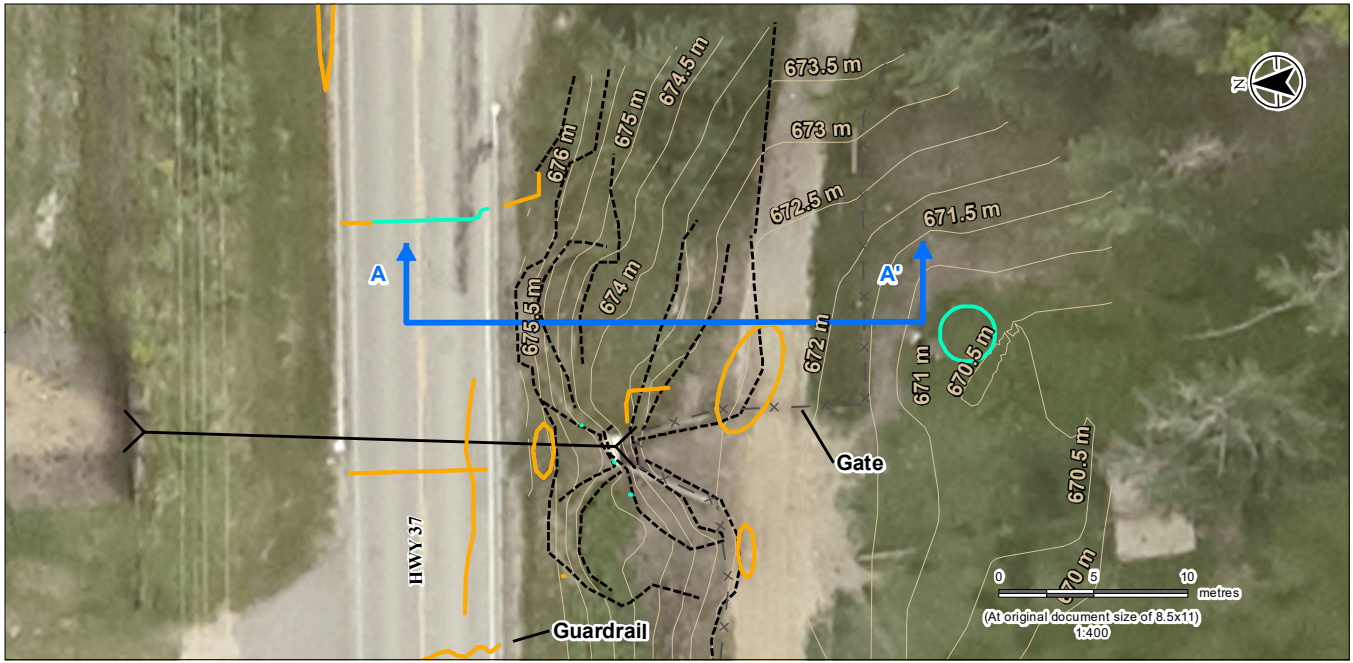 N
673.5 m
674.5 m
675 m
673 m
676 m
672.5 m
671.5 m
A
A'
674 m
675.5 m
672 m
671 m
670.5 m
670.5 m
Gate
HWY 37
670 m
0 5 10
metres
(At original document size of 8.5x11)
1:400
Guardrail